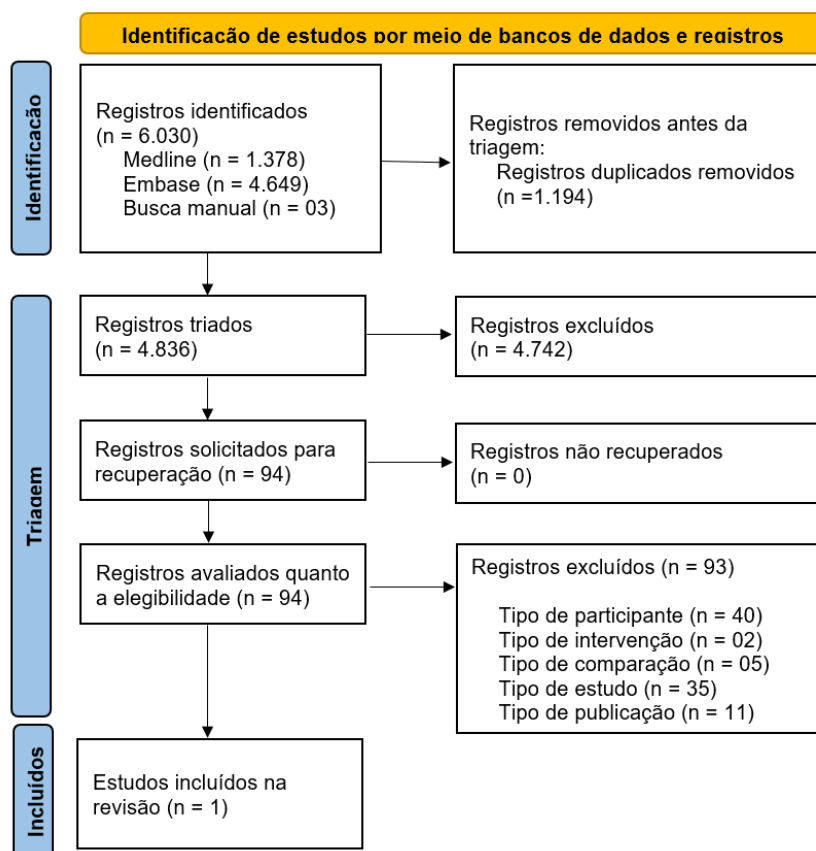 Identificação de estudos por meio de bancos de dados e registros
Identificação
Registros identificados
(n = 6.030)
Medline (n = 1.378)
Embase (n = 4.649)
Busca manual (n = 03)
Registros removidos antes da
triagem:
Registros duplicados removidos
(n =1.194)
Triagem
Registros triados
(n = 4.836)
Registros excluídos
(n = 4.742)
Registros solicitados para
recuperação (n = 94)
Registros não recuperados
(n = 0)
Registros avaliados quanto
a elegibilidade (n = 94)
Registros excluídos (n = 93)
Tipo de participante (n = 40)
Tipo de intervenção (n = 02)
Tipo de comparação (n = 05)
Tipo de estudo (n = 35)
Tipo de publicação (n = 11)
Incluídos
Estudos incluídos na
revisão (n = 1)